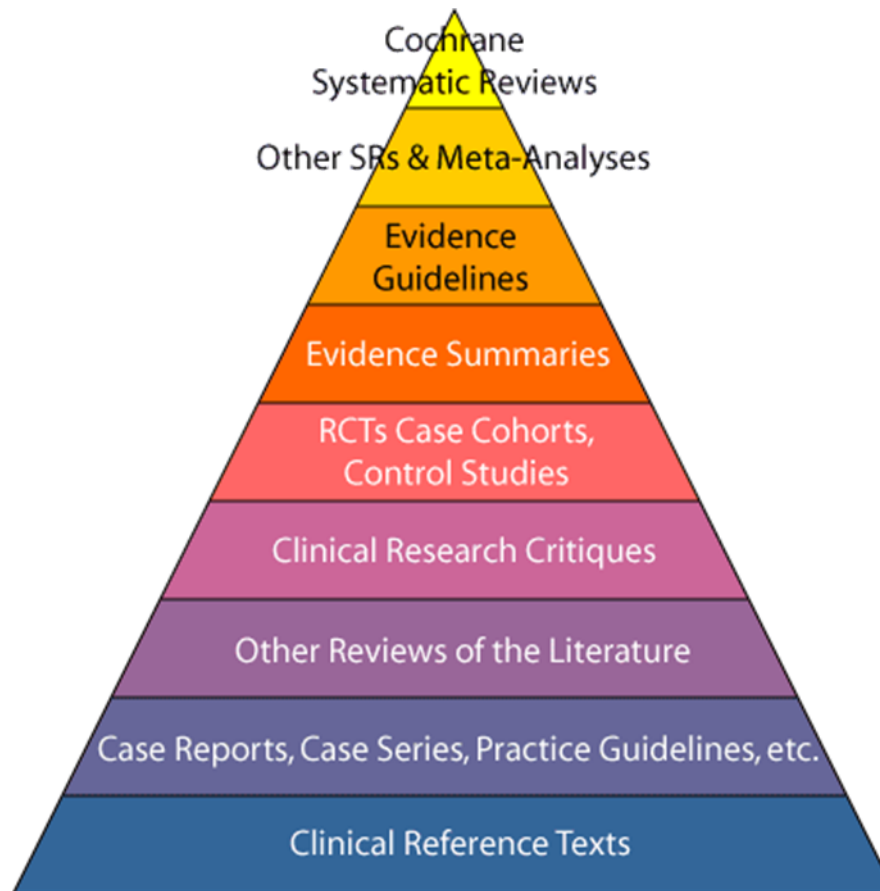 Cochrane
Systematic Reviews
Other SRs & Meta-Analyses
Evidence
Guidelines
Evidence Summaries
RCTs Case Cohorts,
Control Studies
Clinical Research Critiques
Other Reviews of the Literature
Case Reports, Case Series, Practice Guidelines, etc.
Clinical Reference Texts